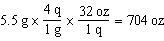 5.5 g x 4 q / 1 g x 32 oz / 1 q = 704 oz